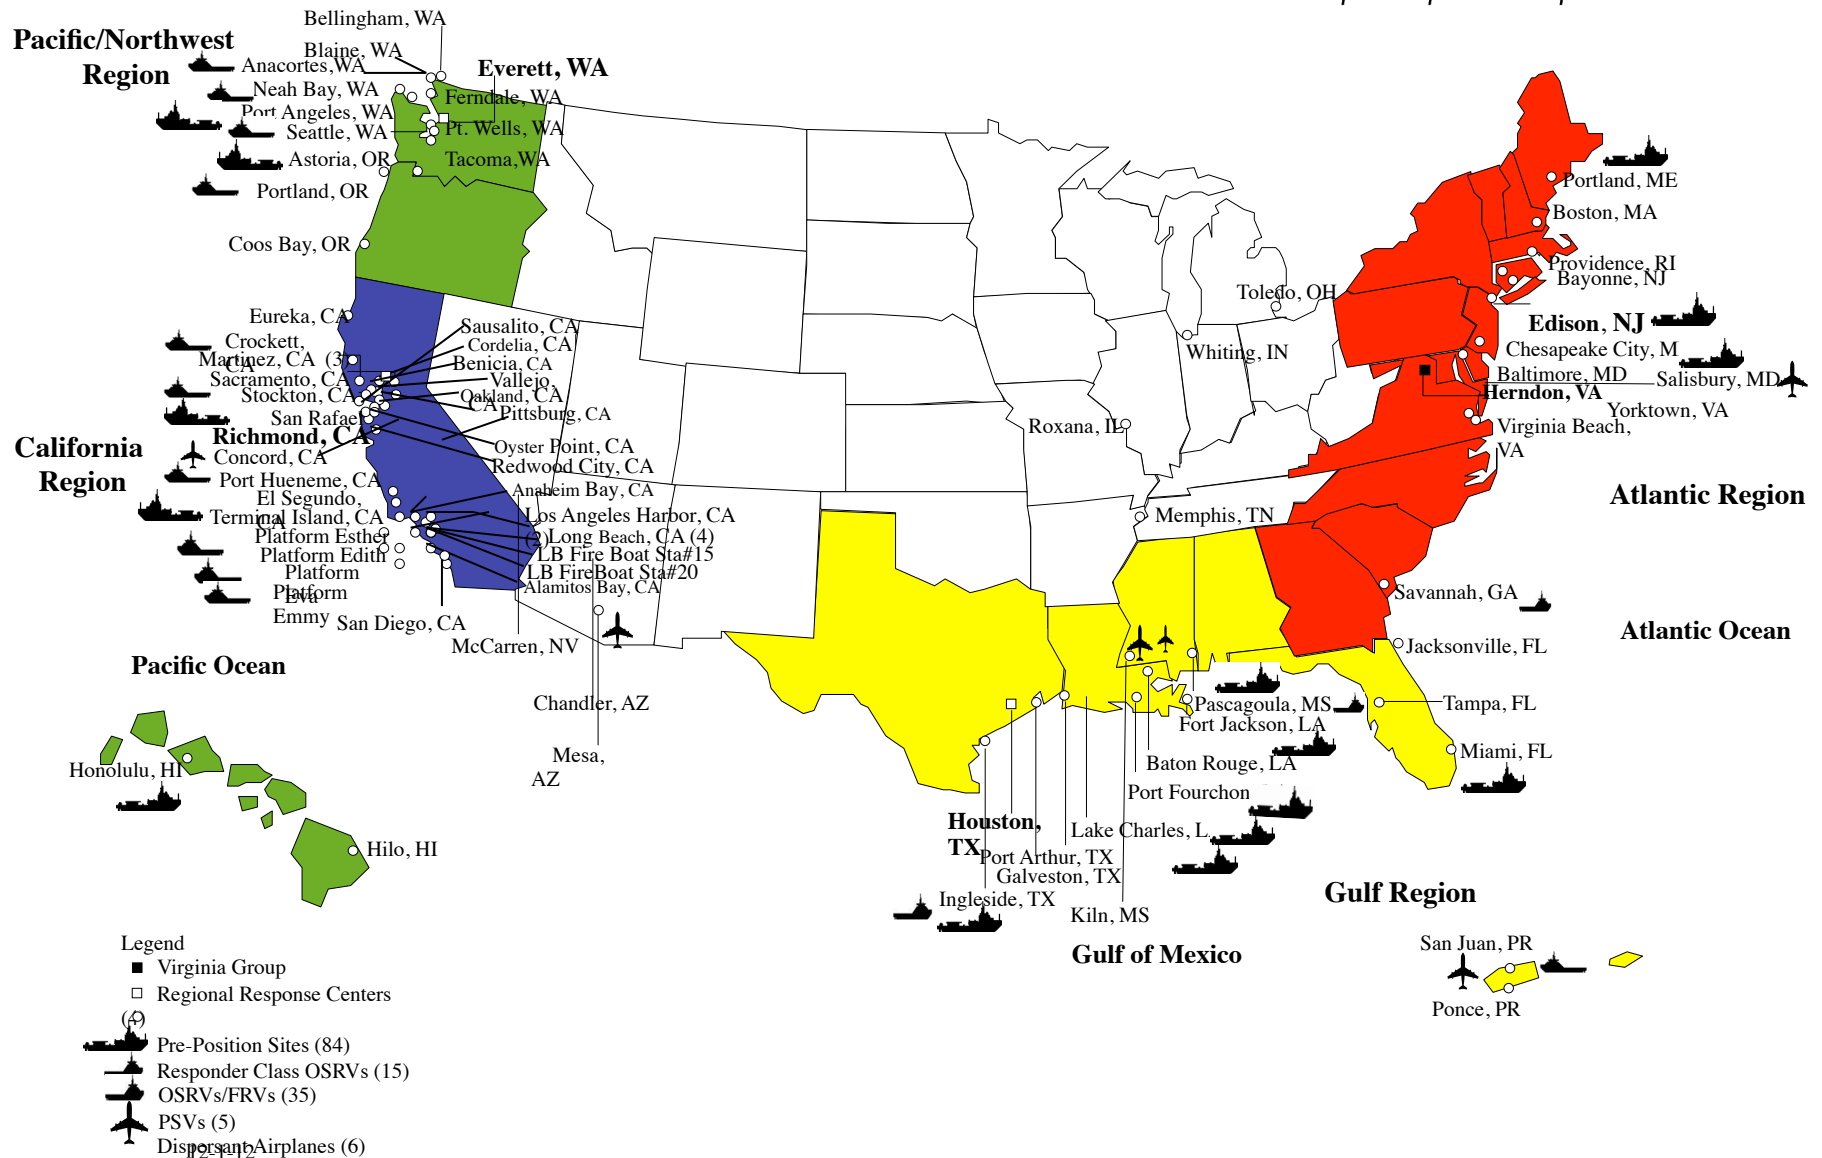 Bellingham, WA
Pacific/Northwest
Region
Blaine, WA
Anacortes,WA
Everett, WA
Neah Bay, WA
Ferndale, WA
Port Angeles, WA
Seattle, WA
Pt. Wells, WA
Astoria, OR
Tacoma,WA
Portland, OR
Coos Bay, OR
Eureka, CA
Crockett,
CA
Martinez, CA (3)
Sacramento, CA
Stockton, CA
San Rafael
Richmond, CA
Concord, CA
California
Region
Port Hueneme, CA
El Segundo,
CA
Terminal Island, CA
Platform Esther
Platform Edith
Platform
Eva
Platform
Emmy
San Diego, CA
Sausalito, CA
Cordelia, CA
Benicia, CA
Vallejo,
CA
Oakland, CA
Pittsburg, CA
Oyster Point, CA
Redwood City, CA
Anaheim Bay, CA
Los Angeles Harbor, CA
(2)
Long Beach, CA (4)
LB Fire Boat Sta#15
LB FireBoat Sta#20
Alamitos Bay, CA
McCarren, NV
Chandler, AZ
Mesa,
AZ
Pacific Ocean
Honolulu, HI
Hilo, HI
Toledo, OH
Whiting, IN
Roxana, IL
Memphis, TN
Portland, ME
Boston, MA
Providence, RI
Bayonne, NJ
Edison, NJ
Chesapeake City, M
Baltimore, MD
Salisbury, MD
Herndon, VA
Yorktown, VA
Virginia Beach,
VA
Atlantic Region
Savannah, GA
Atlantic Ocean
Jacksonville, FL
Tampa, FL
Miami, FL
Pascagoula, MS
Fort Jackson, LA
Baton Rouge, LA
Port Fourchon
Lake Charles, L
Houston,
TX
Port Arthur, TX
Galveston, TX
Ingleside, TX
Kiln, MS
Gulf Region
Gulf of Mexico
San Juan, PR
Ponce, PR
Legend
Virginia Group
Regional Response Centers
(4)
Pre-Position Sites (84)
Responder Class OSRVs (15)
OSRVs/FRVs (35)
PSVs (5)
Dispersant Airplanes (6)
12-1-12